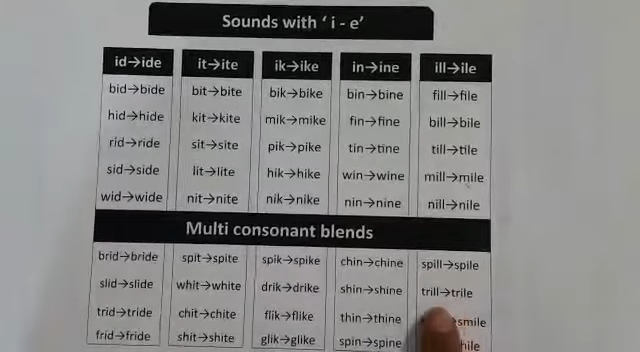 Sounds with ‘ i - e’
id→ide it→ite ik→ike in→ine ill→ile
bid→bide bit→bite bik→bike bin→bine fill→file
hid→hide kit→kite mik→mike fin→fine bill→bile
rid→ride sit→site pik→pike tin→tine till→tile
sid→side lit→lite hik→hike win→wine mill→mile
wid→wide nit→nite nik→nike nin→nine nill→nile
Multi consonant blends
brid→bride spit→spite spik→spike chin→chine spill→spile
slid→slide whit→white drik→drike shin→shine trill→trile
trid→tride chit→chite flik→flike thin→thine smile
frid→fride shit→shite glik→glike spin→spine